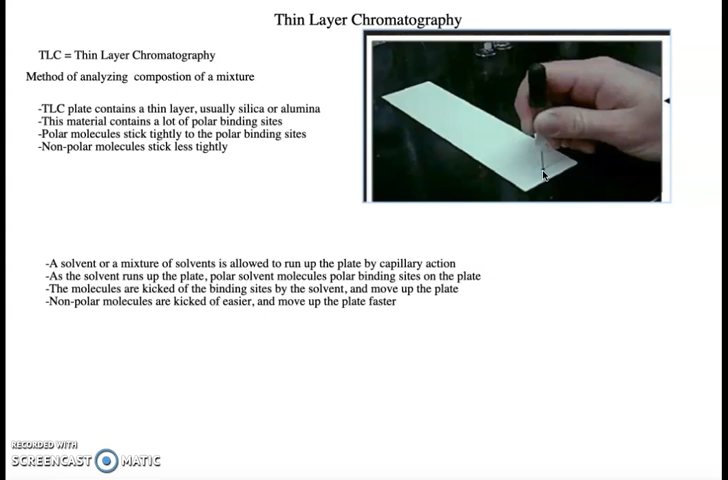 Thin Layer Chromatography
TLC = Thin Layer Chromatography
Method of analyzing compostion of a mixture
-TLC plate contains a thin layer, usually silica or alumina
-This material contains a lot of polar binding sites
-Polar molecules stick tightly to the polar binding sites
-Non-polar molecules stick less tightly
-A solvent or a mixture of solvents is allowed to run up the plate by capillary action
-As the solvent runs up the plate, polar solvent molecules polar binding sites on the plate
-The molecules are kicked of the binding sites by the solvent, and move up the plate
-Non-polar molecules are kicked of easier, and move up the plate faster
RECORDED WITH
SCREENCAST MATIC